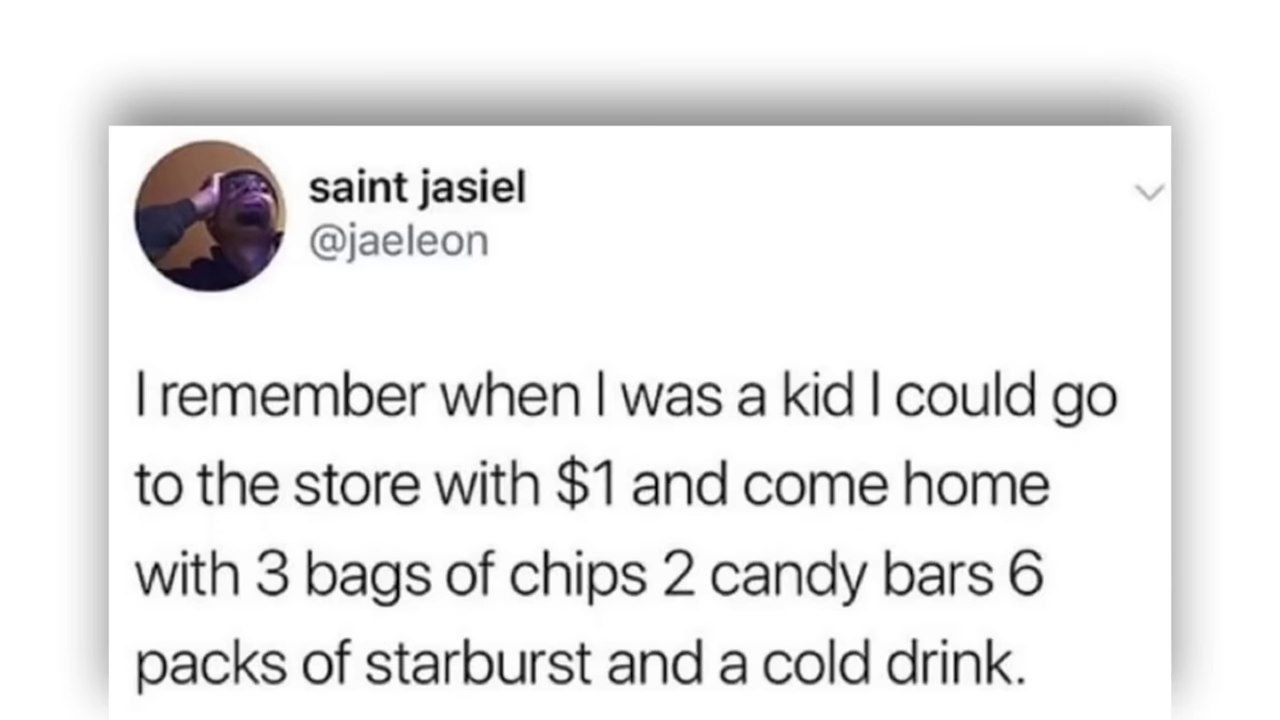 saint jasiel
@jaeleon
I remember when I was a kid I could go
to the store with $1 and come home
with 3 bags of chips 2 candy bars 6
packs of starburst and a cold drink.